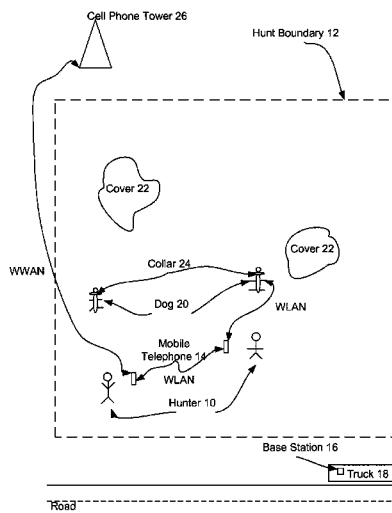 Cell Phone Tower 26
Hunt Boundary 12
Cover 22
Cover 22
Collar 24
WWAN
Dog 20
WLAN
Mobile
Telephone 14
WLAN
Hunter 10
Base Station 16
Truck 18
Road